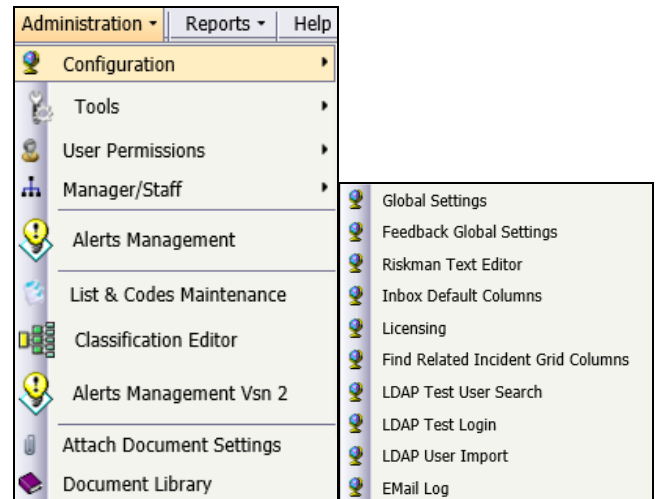 Administration Reports Help
Configuration
Tools
User Permissions
Manager/Staff
Alerts Management
List & Codes Maintenance
Classification Editor
Alerts Management Vsn 2
Attach Document Settings
Document Library
Global Settings
Feedback Global Settings
Riskman Text Editor
Inbox Default Columns
Licensing
Find Related Incident Grid Columns
LDAP Test User Search
LDAP Test Login
LDAP User Import
EMail Log